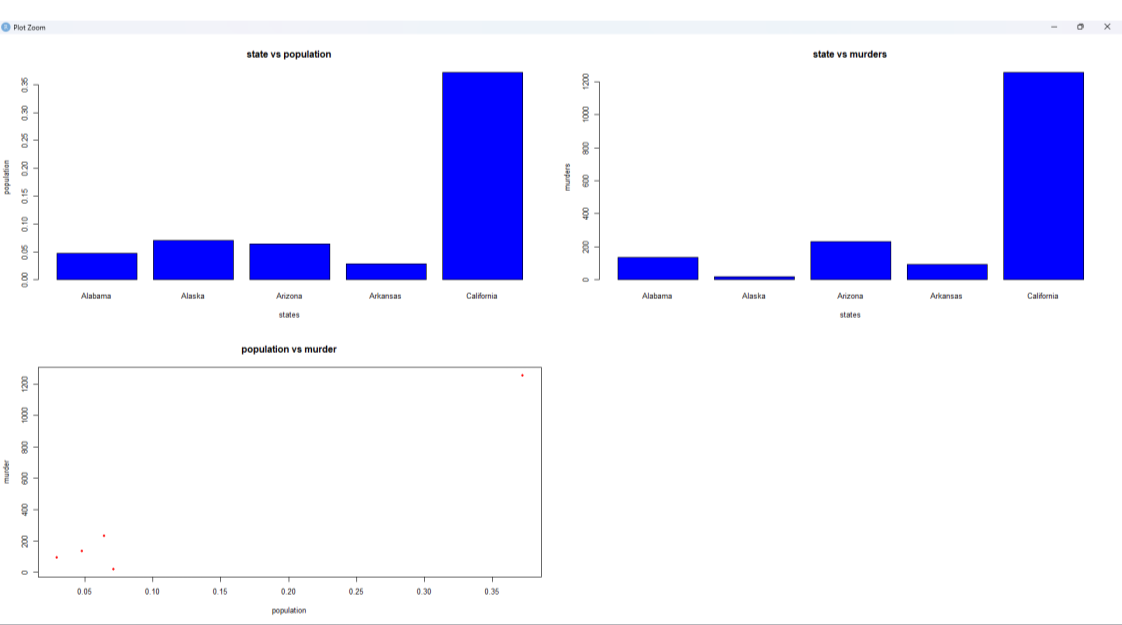 Plot Zoom
state vs population
population
0.00 0.05 0.10 0.15 0.20 0.25 0.30 0.35
Alabama Alaska Arizona Arkansas California
states
state vs murders
murders
0 200 400 600 800 1000 1200
Alabama Alaska Arizona Arkansas California
states
population vs murder
murder
0 200 400 600 800 1000 1200
0.05 0.10 0.15 0.20 0.25 0.30 0.35
population